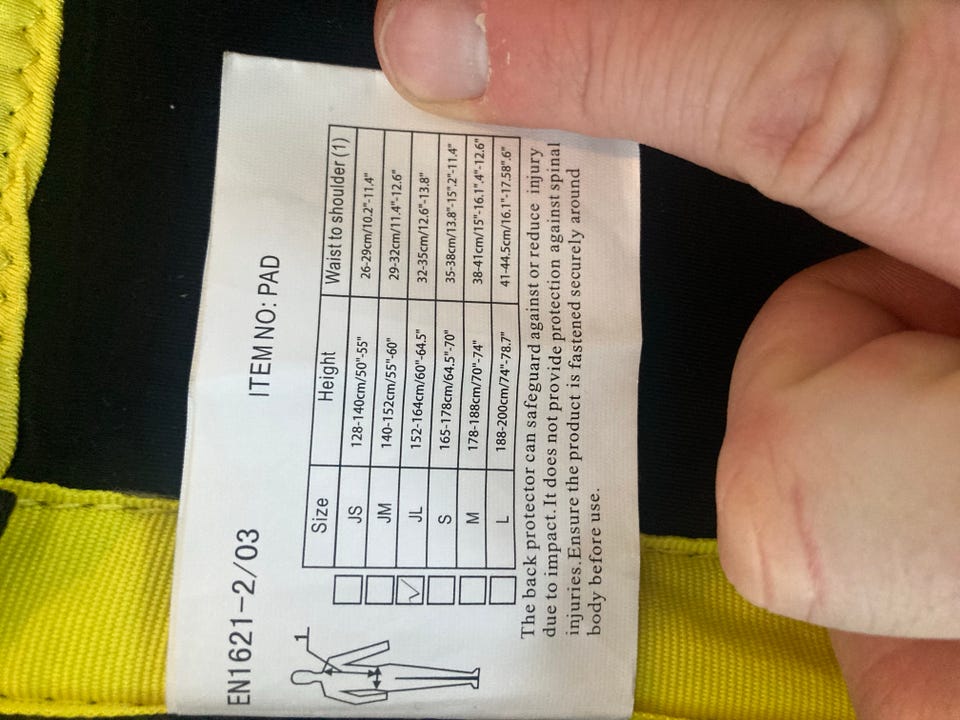 EN1621-2/03 ITEM NO: PAD
1
Size Height Waist to shoulder (1)
JS 128-140cm/50"-55" 26-29cm/10.2"-11.4"
JM 140-152cm/55"-60" 29-32cm/11.4"-12.6"
JL 152-164cm/60"-64.5" 32-35cm/12.6"-13.8"
S 165-178cm/64.5"-70" 35-38cm/13.8"-15".2"-11.4"
M 178-188cm/70"-74" 38-41cm/15"-16.1".4"-12.6"
L 188-200cm/74"-78.7" 41-44.5cm/16.1"-17.58".6"
The back protector can safeguard against or reduce injury
due to impact.It does not provide protection against spinal
injuries.Ensure the product is fastened securely around
body before use.